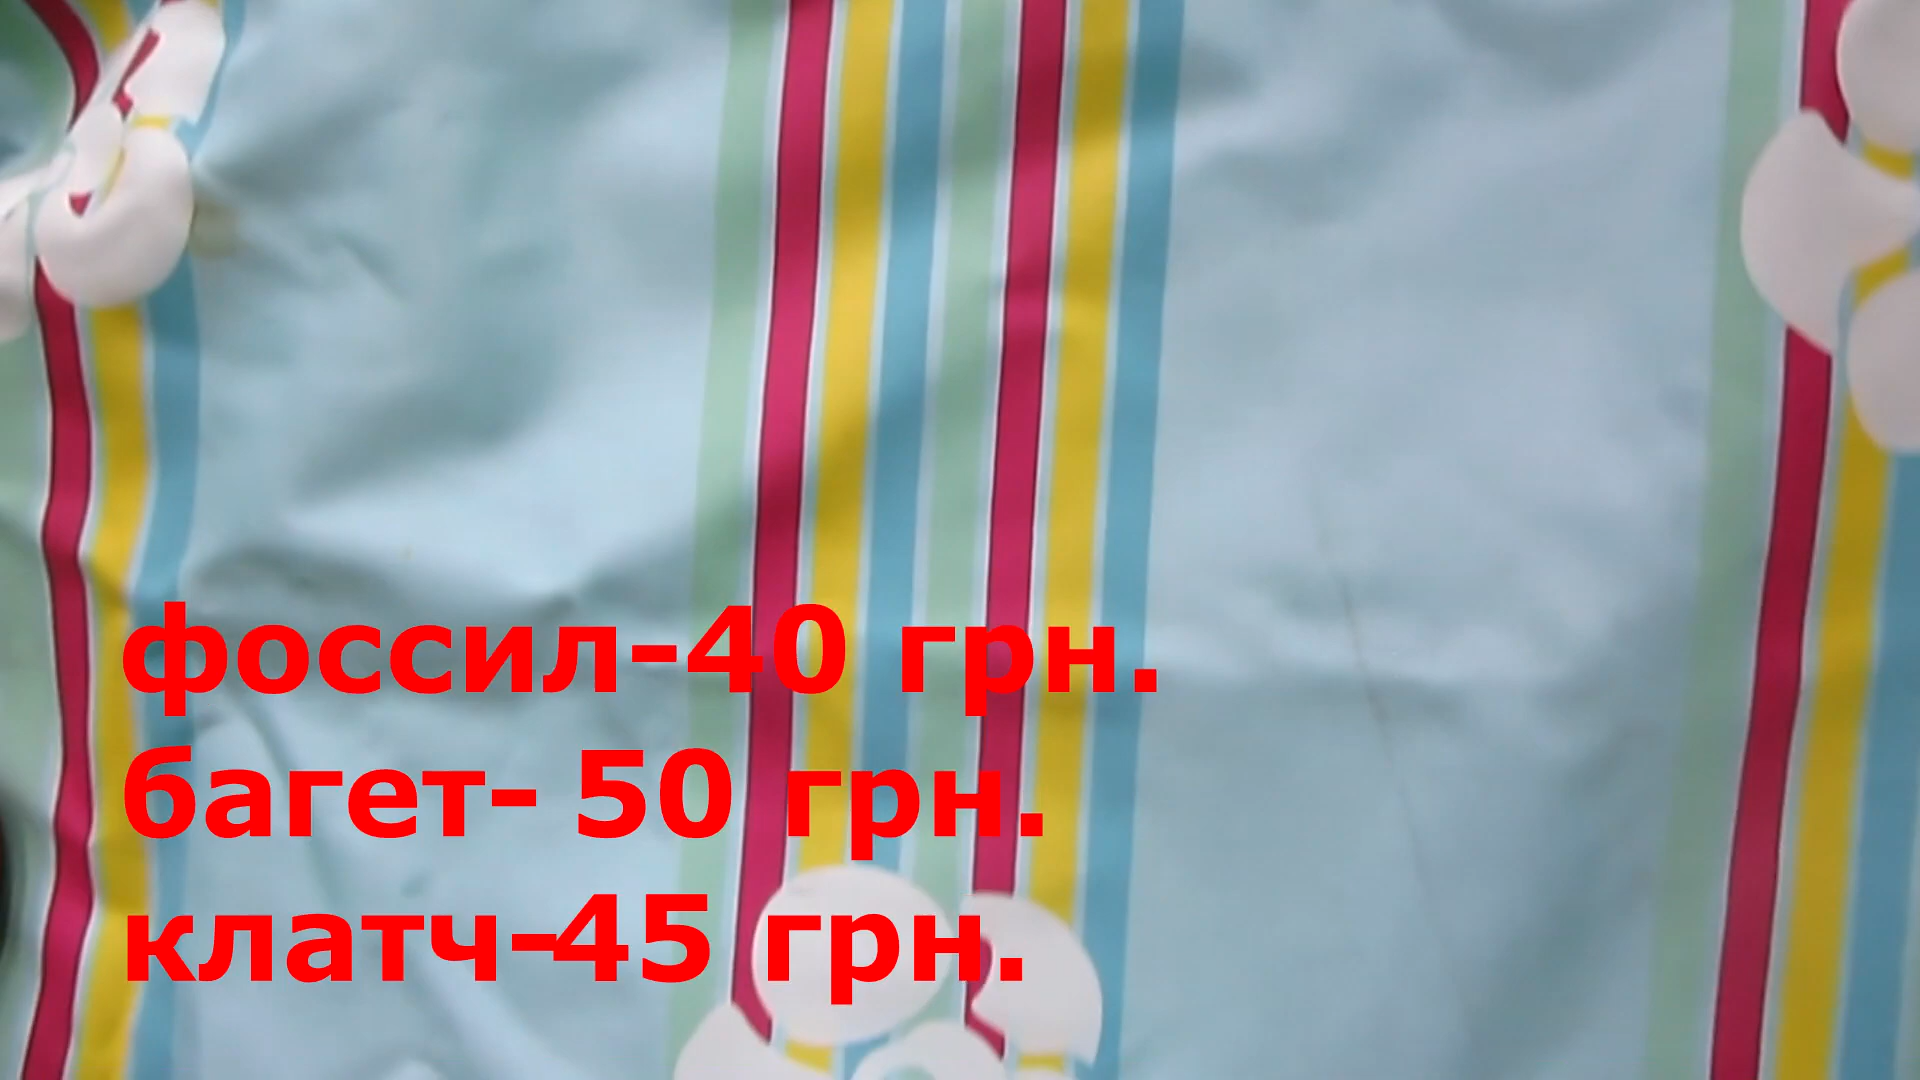 фоссил-40 грн.
багет- 50 грн.
клатч-45 грн.